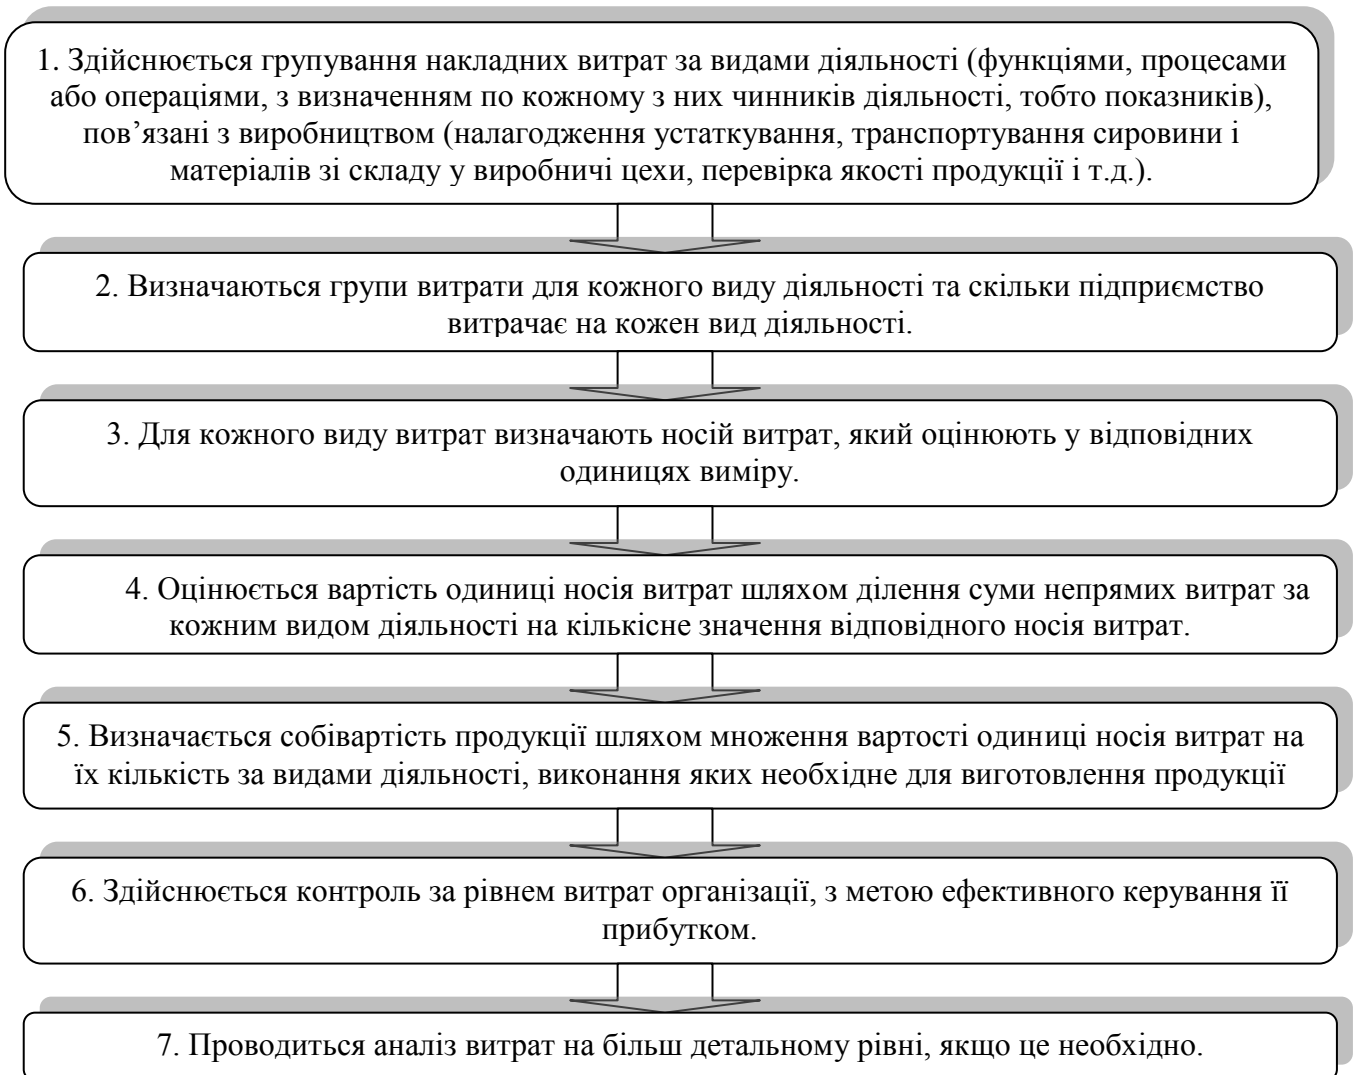 1. Здійснюється групування накладних витрат за видами діяльності (функціями, процесами
або операціями, з визначенням по кожному з них чинників діяльності, тобто показників),
пов’язані з виробництвом (налагодження устаткування, транспортування сировини і
матеріалів зі складу у виробничі цехи, перевірка якості продукції і т.д.).
2. Визначаються групи витрати для кожного виду діяльності та скільки підприємство
витрачає на кожен вид діяльності.
3. Для кожного виду витрат визначають носій витрат, який оцінюють у відповідних
одиницях виміру.
4. Оцінюється вартість одиниці носія витрат шляхом ділення суми непрямих витрат за
кожним видом діяльності на кількісне значення відповідного носія витрат.
5. Визначається собівартість продукції шляхом множення вартості одиниці носія витрат на
їх кількість за видами діяльності, виконання яких необхідне для виготовлення продукції
6. Здійснюється контроль за рівнем витрат організації, з метою ефективного керування її
прибутком.
7. Проводиться аналіз витрат на більш детальному рівні, якщо це необхідно.